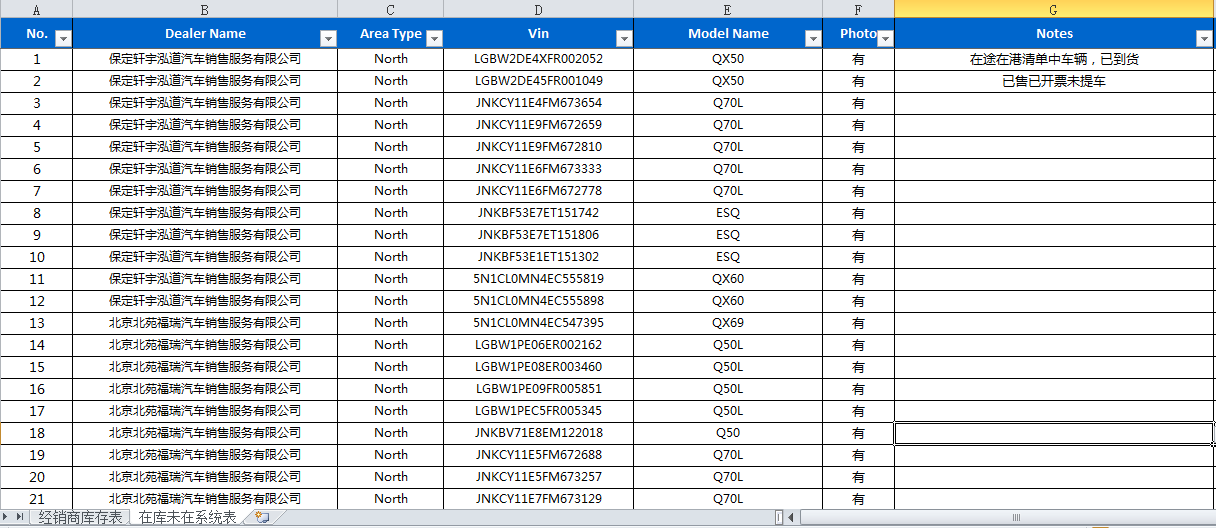 A B C D E F G
No. Dealer Name Area Type Vin Model Name Photo Notes
1 保定轩宇泓道汽车销售服务有限公司 North LGBW2DE4XFR002052 QX50 有 在途在港清单中车辆，已到货
2 保定轩宇泓道汽车销售服务有限公司 North LGBW2DE45FR001049 QX50 有 已售已开票未提车
3 保定轩宇泓道汽车销售服务有限公司 North JNKCY11E4FM673654 Q70L 有
4 保定轩宇泓道汽车销售服务有限公司 North JNKCY11E9FM672659 Q70L 有
5 保定轩宇泓道汽车销售服务有限公司 North JNKCY11E9FM672810 Q70L 有
6 保定轩宇泓道汽车销售服务有限公司 North JNKCY11E6FM673333 Q70L 有
7 保定轩宇泓道汽车销售服务有限公司 North JNKCY11E6FM672778 Q70L 有
8 保定轩宇泓道汽车销售服务有限公司 North JNKBF53E7ET151742 ESQ 有
9 保定轩宇泓道汽车销售服务有限公司 North JNKBF53E7ET151806 ESQ 有
10 保定轩宇泓道汽车销售服务有限公司 North JNKBF53E1ET151302 ESQ 有
11 保定轩宇泓道汽车销售服务有限公司 North 5N1CL0MN4EC555819 QX60 有
12 保定轩宇泓道汽车销售服务有限公司 North 5N1CL0MN4EC555898 QX60 有
13 北京北苑福瑞汽车销售服务有限公司 North 5N1CL0MN4EC547395 QX69 有
14 北京北苑福瑞汽车销售服务有限公司 North LGBW1PE06ER002162 Q50L 有
15 北京北苑福瑞汽车销售服务有限公司 North LGBW1PE08ER003460 Q50L 有
16 北京北苑福瑞汽车销售服务有限公司 North LGBW1PE09FR005851 Q50L 有
17 北京北苑福瑞汽车销售服务有限公司 North LGBW1PEC5FR005345 Q50L 有
18 北京北苑福瑞汽车销售服务有限公司 North JNKBV71E8EM122018 Q50 有
19 北京北苑福瑞汽车销售服务有限公司 North JNKCY11E5FM672688 Q70L 有
20 北京北苑福瑞汽车销售服务有限公司 North JNKCY11E5FM673257 Q70L 有
21 北京北苑福瑞汽车销售服务有限公司 North JNKCY11E7FM673129 Q70L 有
经销商库存表 在库未在系统表